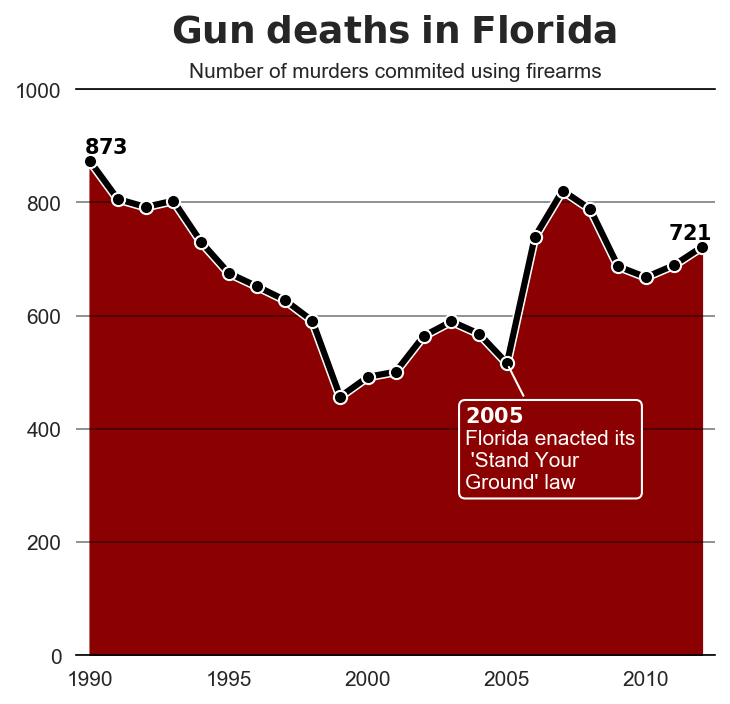 Gun deaths in Florida
Number of murders commited using firearms
1000
873
800
721
600
2005
Florida enacted its
'Stand Your
Ground' law
400
200
0
1990 1995 2000 2005 2010